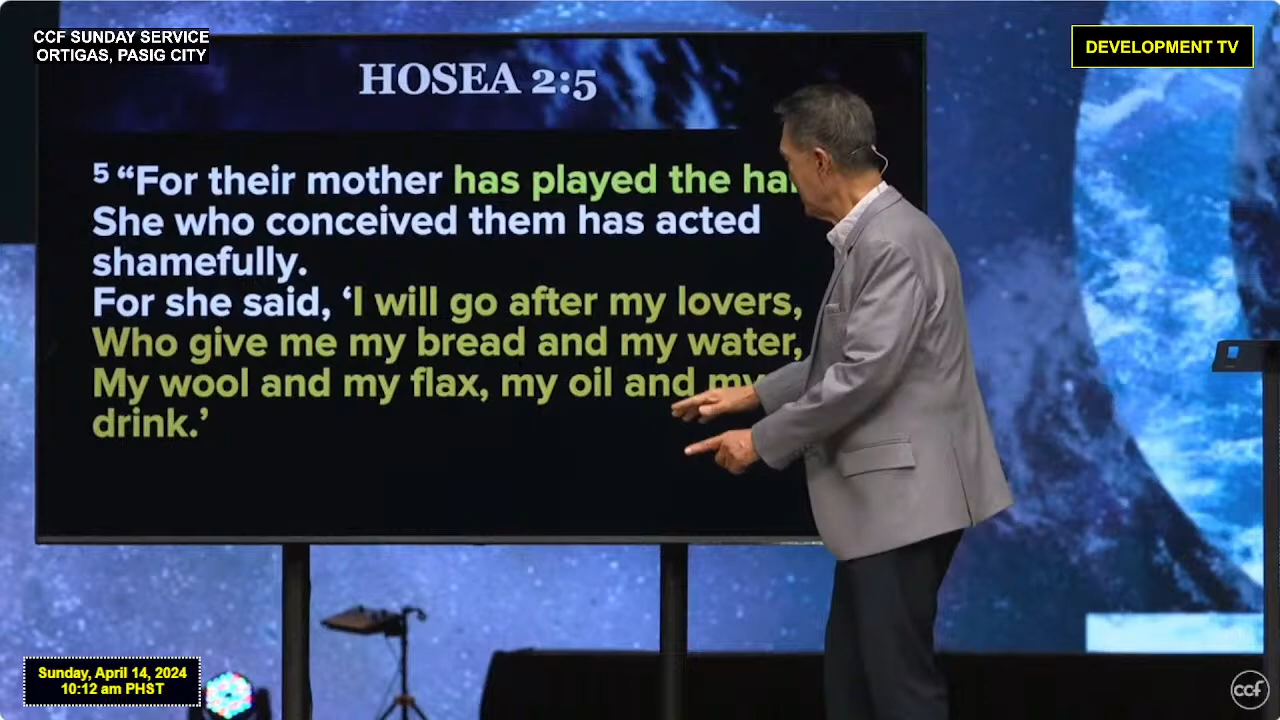 CCF SUNDAY SERVICE
ORTIGAS, PASIG CITY
DEVELOPMENT TV
HOSEA 2:5
5 “For their mother has played the
She who conceived them has acted
shamefully.
For she said, ‘I will go after my lovers,
Who give me my bread and my water,
My wool and my flax, my oil and my
drink.’
Sunday, April 14, 2024
10:12 am PHST
ccf